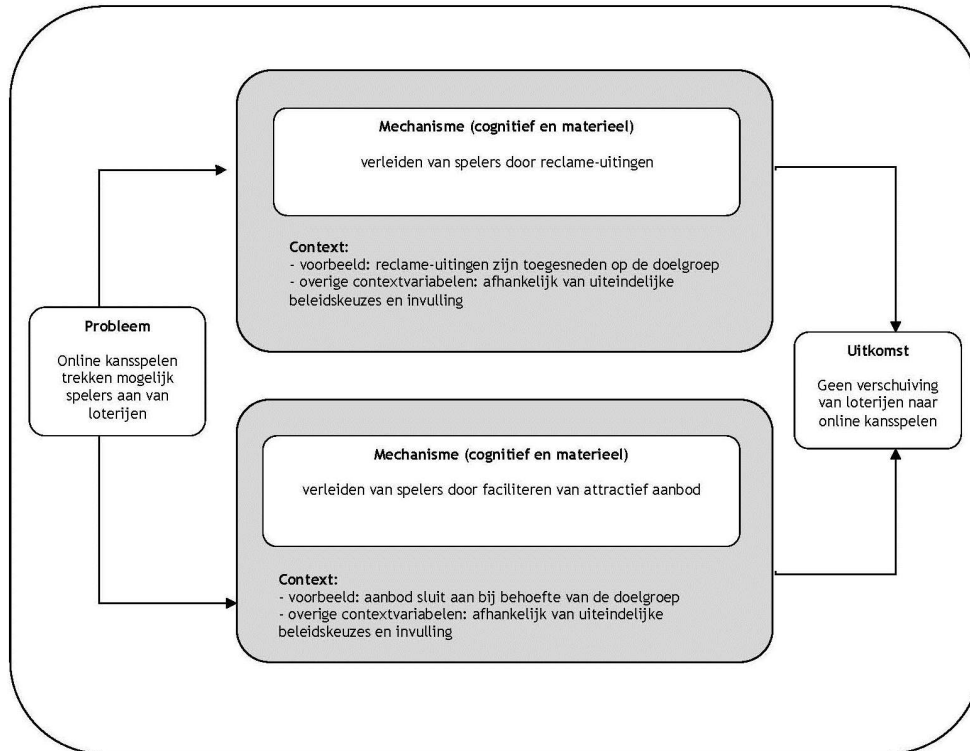 Mechanisme (cognitief en materieel)
verleiden van spelers door reclame-uitingen
Context:
- voorbeeld: reclame-uitingen zijn toegesneden op de doelgroep
- overige contextvariabelen: afhankelijk van uiteindelijke
beleidskeuzes en invulling
Probleem
Online kansspelen
trekken mogelijk
spelers aan van
loterijen
Uitkomst
Geen verschuiving
van loterijen naar
online kansspelen
Mechanisme (cognitief en materieel)
verleiden van spelers door faciliteren van attractief aanbod
Context:
- voorbeeld: aanbod sluit aan bij behoefte van de doelgroep
- overige contextvariabelen: afhankelijk van uiteindelijke
beleidskeuzes en invulling